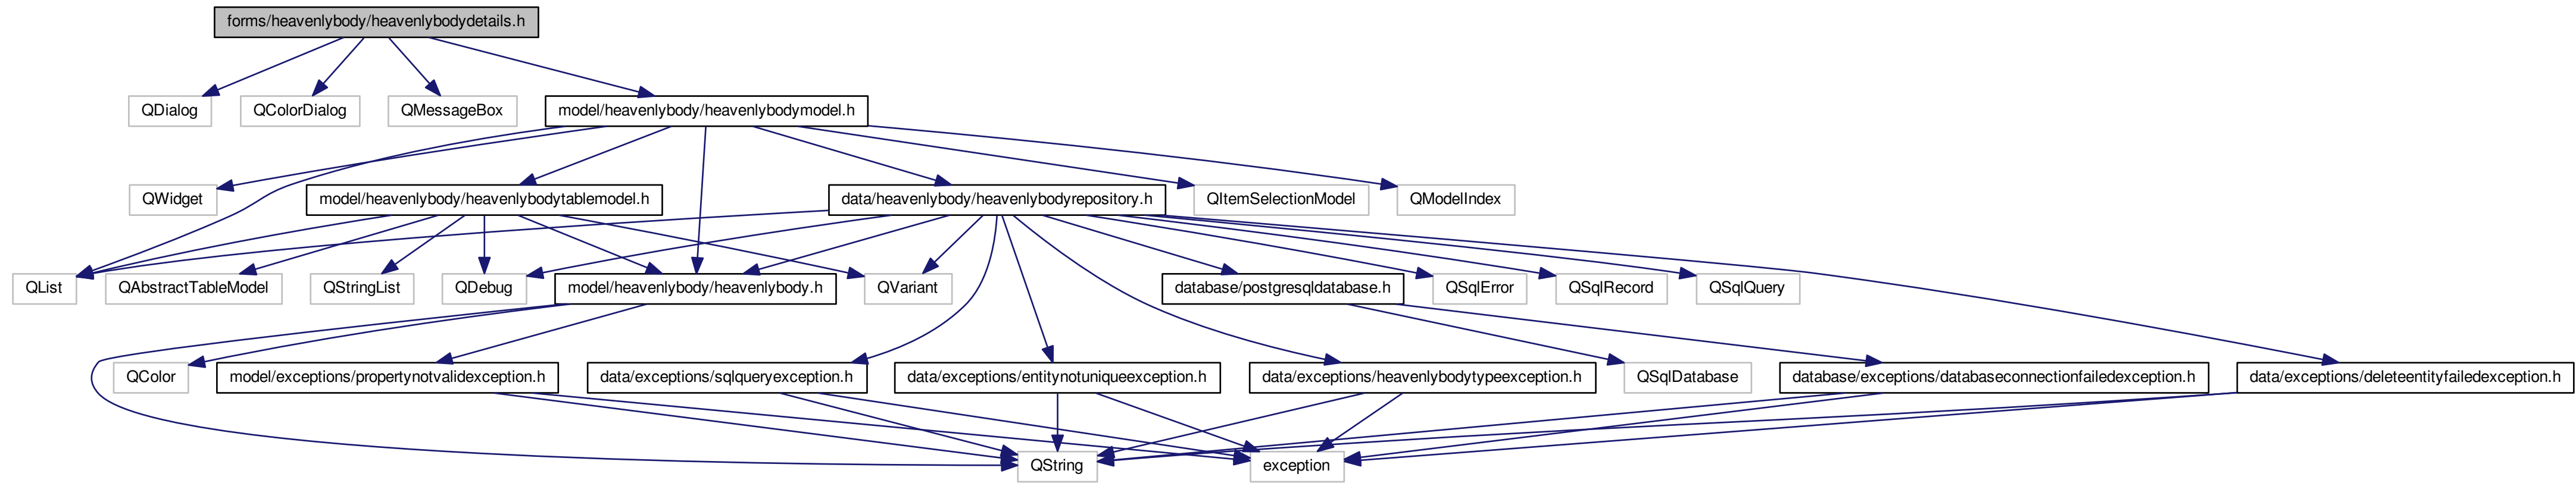 forms/heavenlybody/heavenlybodydetails.h
QDialog
QColorDialog
QMessageBox
model/heavenlybody/heavenlybodymodel.h
QWidget
model/heavenlybody/heavenlybodytablemodel.h
data/heavenlybody/heavenlybodyrepository.h
QItemSelectionModel
QModelIndex
QList
QAbstractTableModel
QStringList
QDebug
model/heavenlybody/heavenlybody.h
QVariant
database/postgresqldatabase.h
QSqlError
QSqlRecord
QSqlQuery
QColor
model/exceptions/propertynotvalidexception.h
data/exceptions/sqlqueryexception.h
data/exceptions/entitynotuniqueexception.h
data/exceptions/heavenlybodytypeexception.h
QSqlDatabase
database/exceptions/databaseconnectionfailedexception.h
data/exceptions/deleteentityfailedexception.h
QString
exception